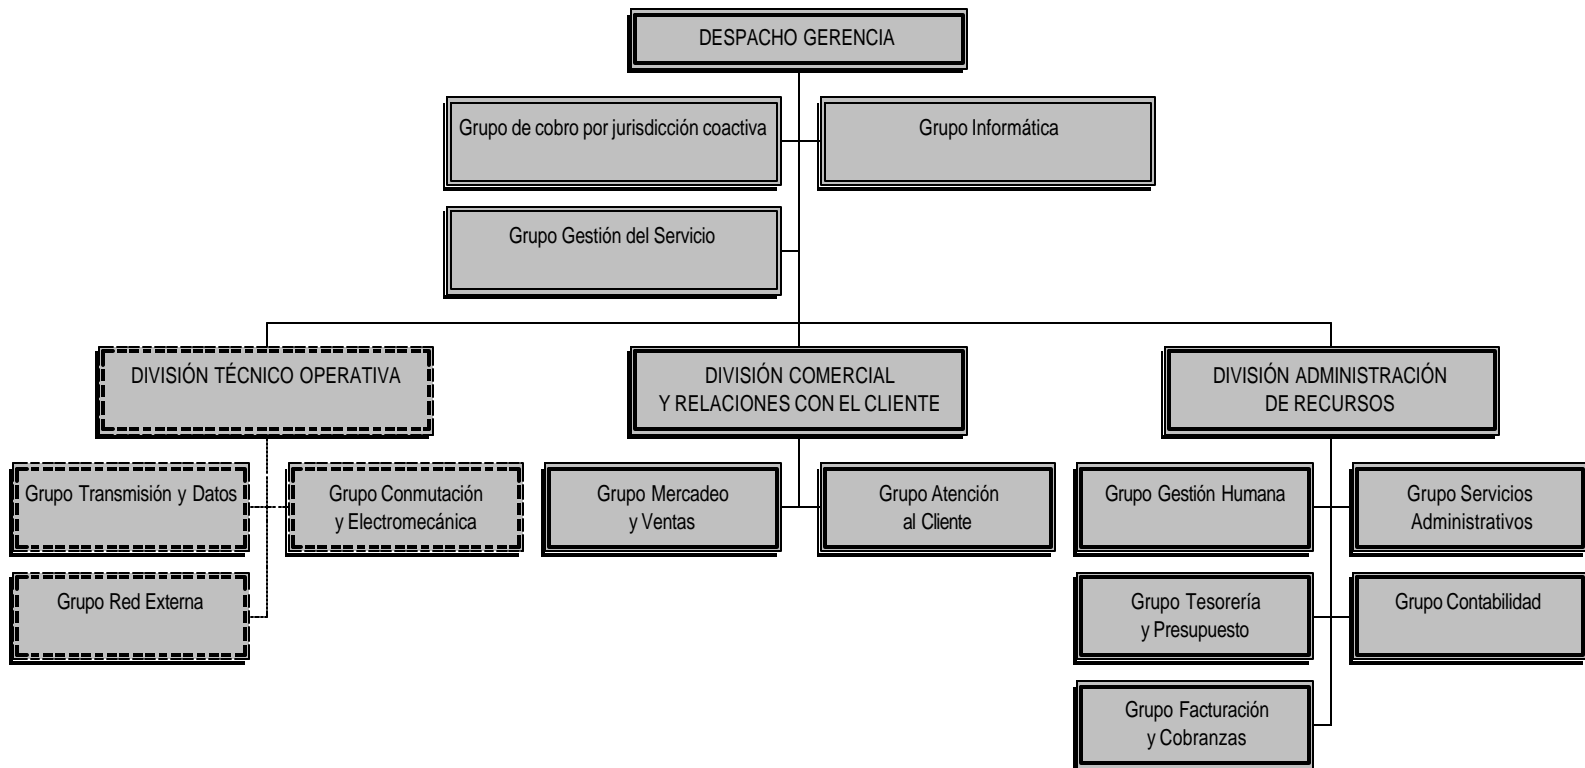 DESPACHO GERENCIA
Grupo de cobro por jurisdicción coactiva
Grupo Informática
Grupo Gestión del Servicio
DIVISIÓN TÉCNICO OPERATIVA
DIVISIÓN COMERCIAL
Y RELACIONES CON EL CLIENTE
DIVISIÓN ADMINISTRACIÓN
DE RECURSOS
Grupo Transmisión y Datos
Grupo Conmutación
y Electromecánica
Grupo Mercadeo
y Ventas
Grupo Atención
al Cliente
Grupo Gestión Humana
Grupo Servicios
Administrativos
Grupo Red Externa
Grupo Tesorería
y Presupuesto
Grupo Contabilidad
Grupo Facturación
y Cobranzas